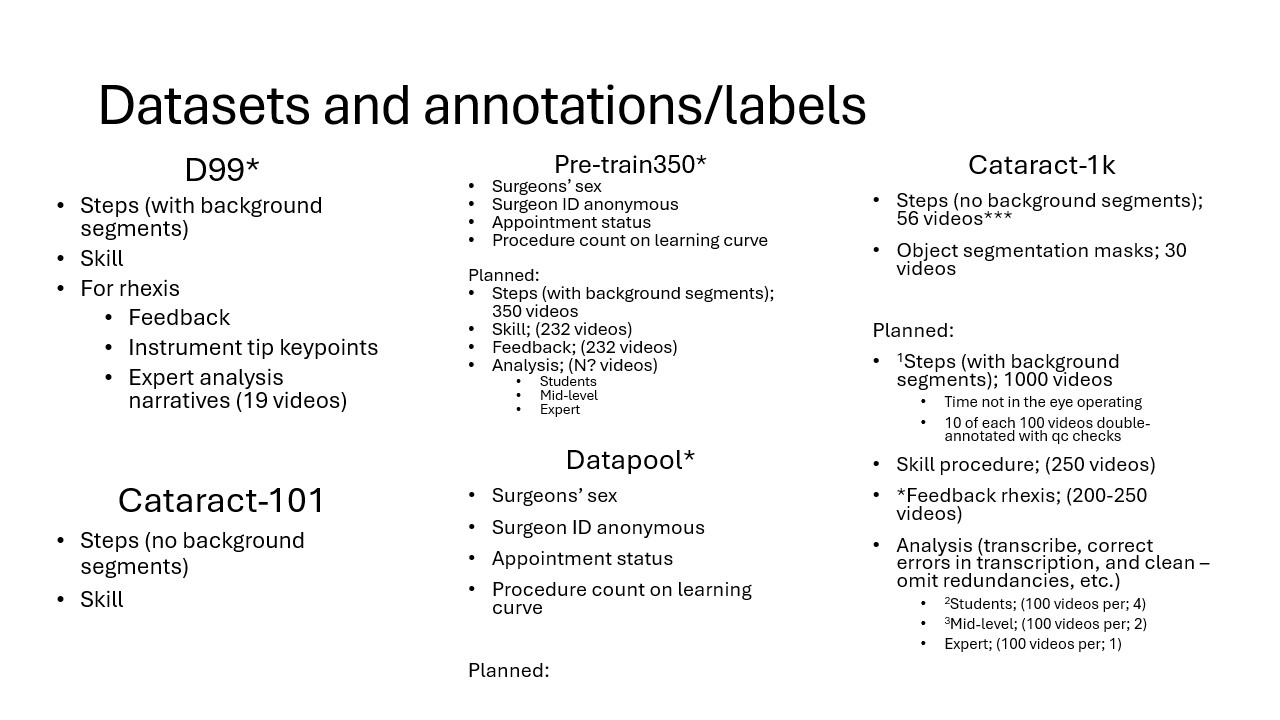 Datasets and annotations/labels
D99*
• Steps (with background
segments)
• Skill
• For rhexis
• Feedback
• Instrument tip keypoints
• Expert analysis
narratives (19 videos)
Cataract-101
• Steps (no background
segments)
• Skill
Pre-train350*
• Surgeons’ sex
• Surgeon ID anonymous
• Appointment status
• Procedure count on learning curve
Planned:
• Steps (with background segments);
350 videos
• Skill; (232 videos)
• Feedback; (232 videos)
• Analysis; (N? videos)
• Students
• Mid-level
• Expert
Datapool*
• Surgeons’ sex
• Surgeon ID anonymous
• Appointment status
• Procedure count on learning
curve
Planned:
Cataract-1k
• Steps (no background segments);
56 videos***
• Object segmentation masks; 30
videos
Planned:
• ¹Steps (with background
segments); 1000 videos
• Time not in the eye operating
• 10 of each 100 videos double-
annotated with qc checks
• Skill procedure; (250 videos)
• *Feedback rhexis; (200-250
videos)
• Analysis (transcribe, correct
errors in transcription, and clean –
omit redundancies, etc.)
• ²Students; (100 videos per; 4)
• ³Mid-level; (100 videos per; 2)
• Expert; (100 videos per; 1)